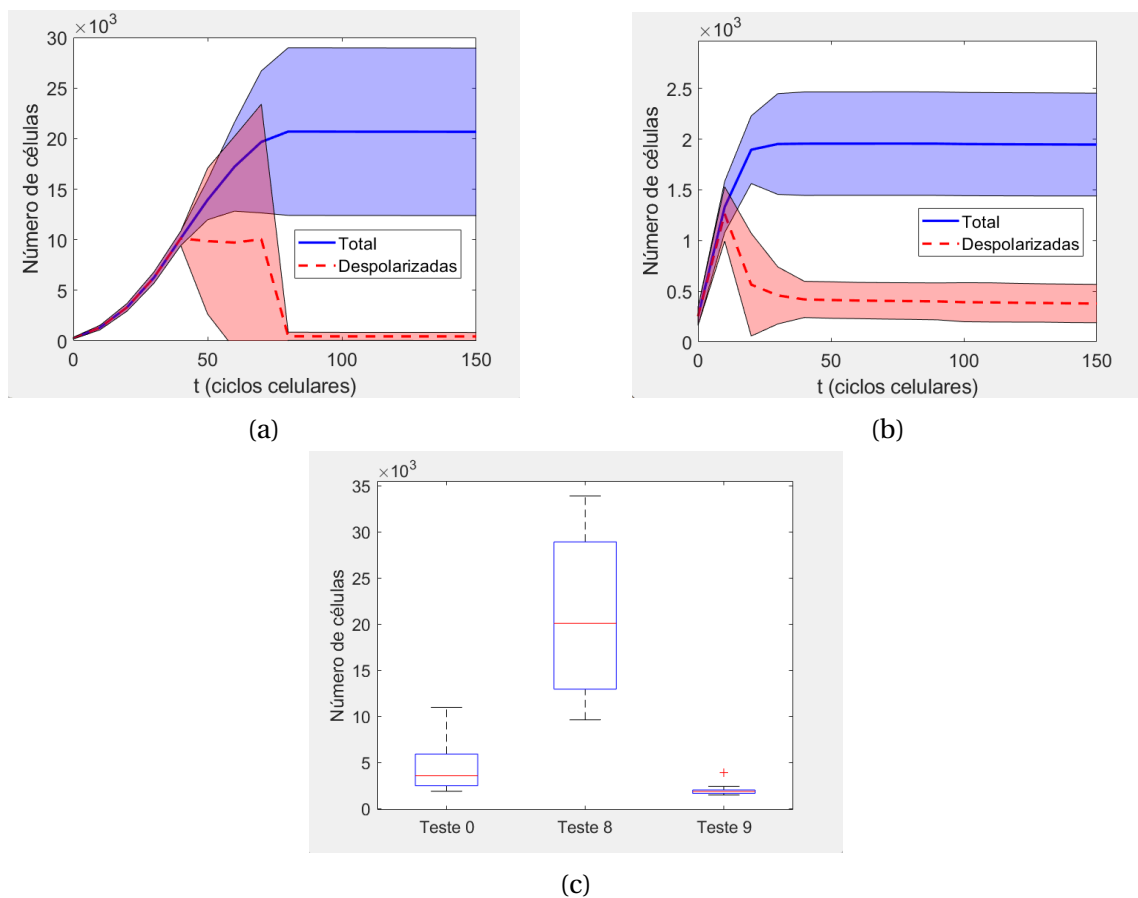 ×10³
30
25
20
15
10
5
0
Número de células
0 50 100 150
t (ciclos celulares)
Total
Despolarizadas
(a)
×10³
2.5
2
1.5
1
0.5
0
Número de células
0 50 100 150
t (ciclos celulares)
Total
Despolarizadas
(b)
×10³
35
30
25
20
15
10
5
0
Número de células
Teste 0 Teste 8 Teste 9
(c)